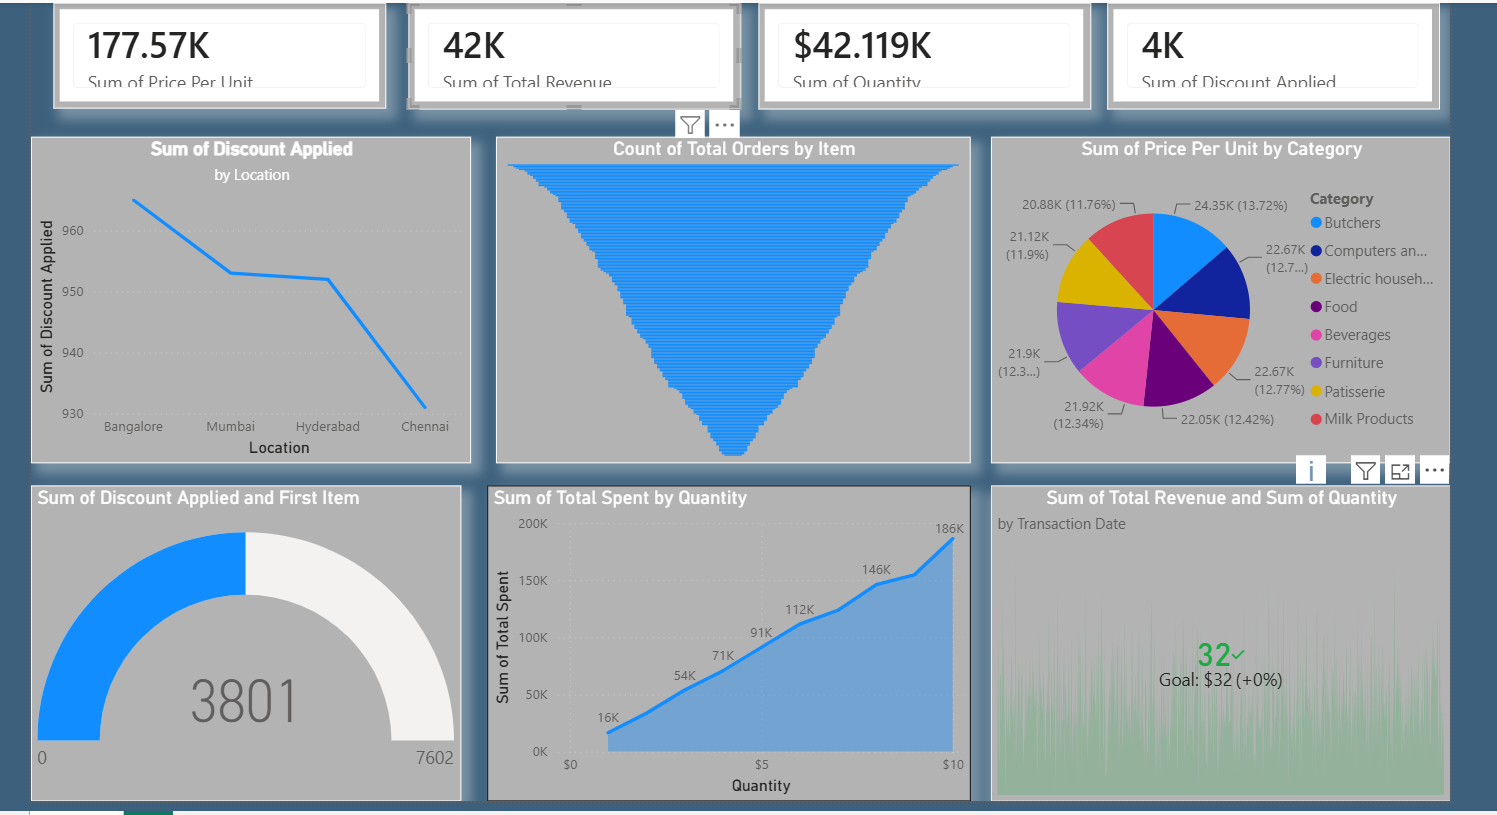 177.57K
Sum of Price Per Unit
42K
Sum of Total Revenue
$42.119K
Sum of Quantity
4K
Sum of Discount Applied
Sum of Discount Applied
by Location
Sum of Discount Applied
960
950
940
930
Bangalore
Mumbai
Hyderabad
Chennai
Location
Count of Total Orders by Item
Sum of Price Per Unit by Category
20.88K (11.76%)
24.35K (13.72%)
21.12K
(11.9%)
22.67K
(12.7...)
21.9K
(12.3...)
22.67K
(12.77%)
21.92K
(12.34%)
22.05K (12.42%)
Category
Butchers
Computers an...
Electric househ...
Food
Beverages
Furniture
Patisserie
Milk Products
i
Sum of Discount Applied and First Item
3801
0
7602
Sum of Total Spent by Quantity
Sum of Total Spent
200K
150K
100K
50K
0K
16K
54K
71K
91K
112K
146K
186K
$0
$5
$10
Quantity
Sum of Total Revenue and Sum of Quantity
by Transaction Date
32
Goal: $32 (+0%)